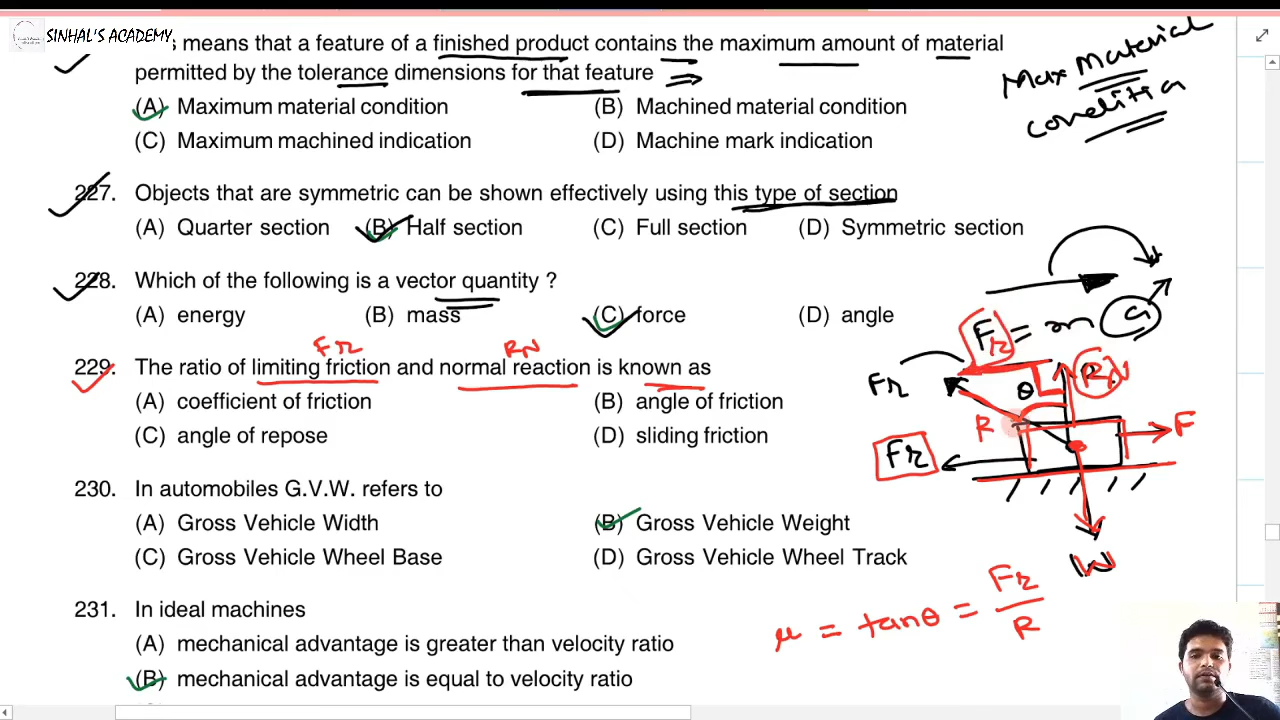 SINHAL'S ACADEMY
s means that a feature of a finished product contains the maximum amount of material
permitted by the tolerance dimensions for that feature
(A) Maximum material condition (B) Machined material condition
(C) Maximum machined indication (D) Machine mark indication
Max Material
condition
227. Objects that are symmetric can be shown effectively using this type of section
(A) Quarter section (B) Half section (C) Full section (D) Symmetric section
228. Which of the following is a vector quantity ?
(A) energy (B) mass (C) force (D) angle
Fr = m a
Fr RN
229. The ratio of limiting friction and normal reaction is known as
(A) coefficient of friction (B) angle of friction
(C) angle of repose (D) sliding friction
Fr θ RN
R F
Fr
W
230. In automobiles G.V.W. refers to
(A) Gross Vehicle Width (B) Gross Vehicle Weight
(C) Gross Vehicle Wheel Base (D) Gross Vehicle Wheel Track
μ = tanθ = Fr / R
231. In ideal machines
(A) mechanical advantage is greater than velocity ratio
(B) mechanical advantage is equal to velocity ratio